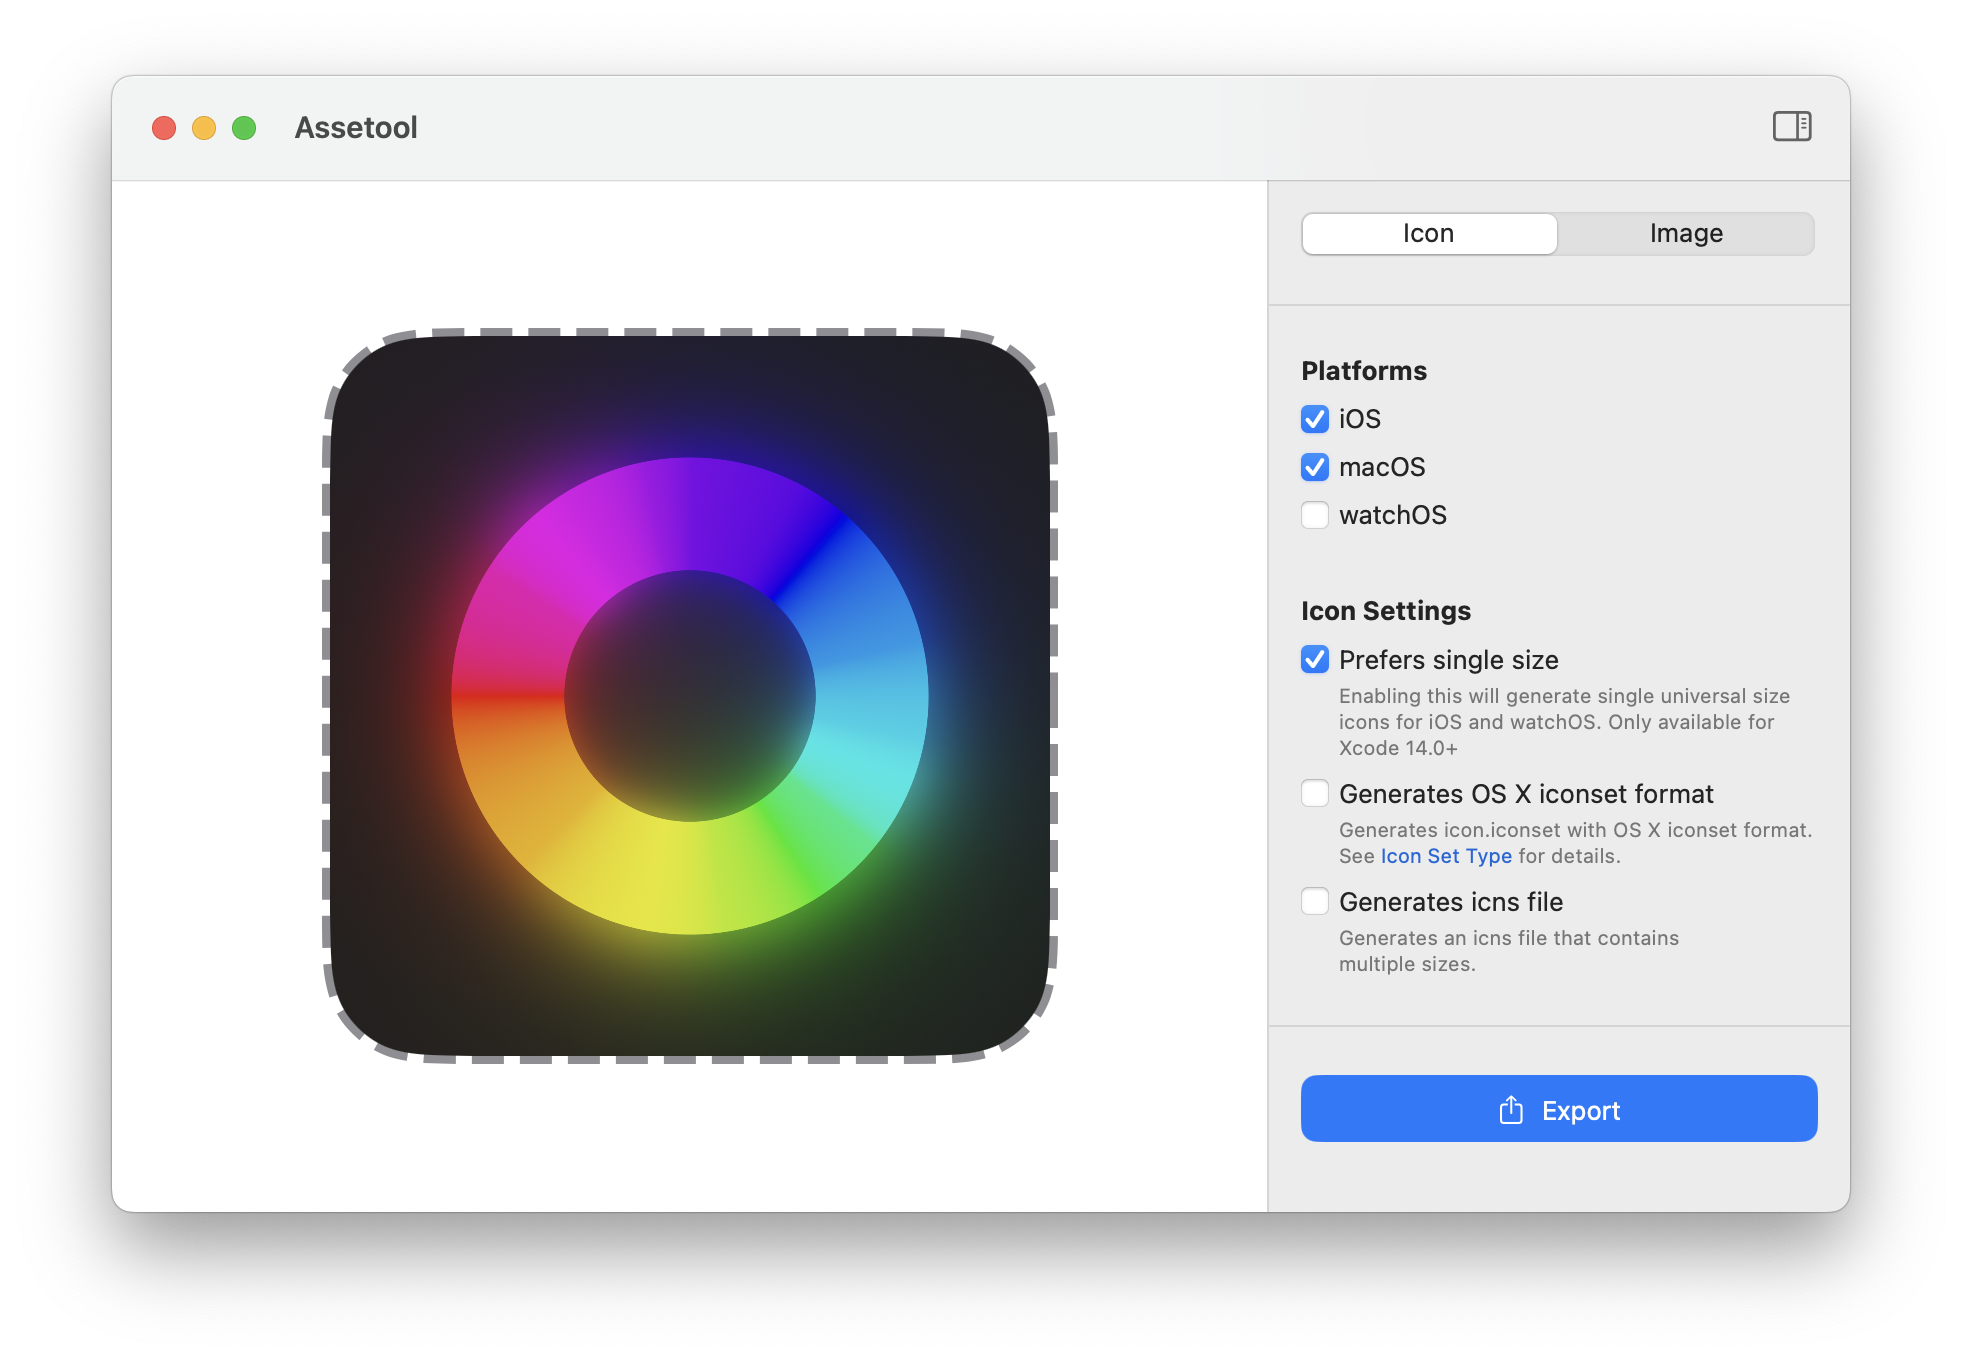 Assetool
Icon
Image
Platforms
iOS
macOS
watchOS
Icon Settings
Prefers single size
Enabling this will generate single universal size
icons for iOS and watchOS. Only available for
Xcode 14.0+
Generates OS X iconset format
Generates icon.iconset with OS X iconset format.
See Icon Set Type for details.
Generates icns file
Generates an icns file that contains
multiple sizes.
Export